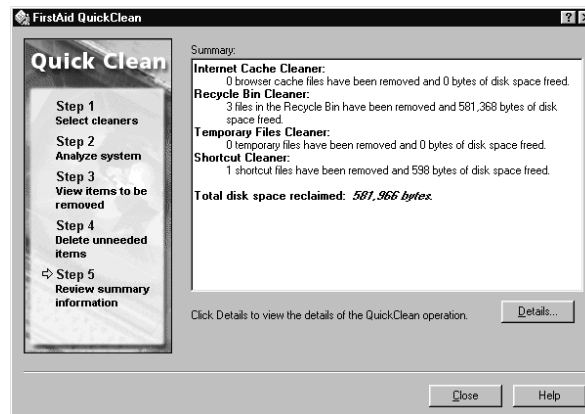 FirstAid QuickClean
Quick Clean
Step 1
Select cleaners
Step 2
Analyze system
Step 3
View items to be
removed
Step 4
Delete unneeded
items
Step 5
Review summary
information
Summary:
Internet Cache Cleaner:
0 browser cache files have been removed and 0 bytes of disk space freed.
Recycle Bin Cleaner:
3 files in the Recycle Bin have been removed and 581,368 bytes of disk
space freed.
Temporary Files Cleaner:
0 temporary files have been removed and 0 bytes of disk space freed.
Shortcut Cleaner:
1 shortcut files have been removed and 598 bytes of disk space freed.
Total disk space reclaimed: 581,966 bytes.
Click Details to view the details of the QuickClean operation.
Details...
Close
Help